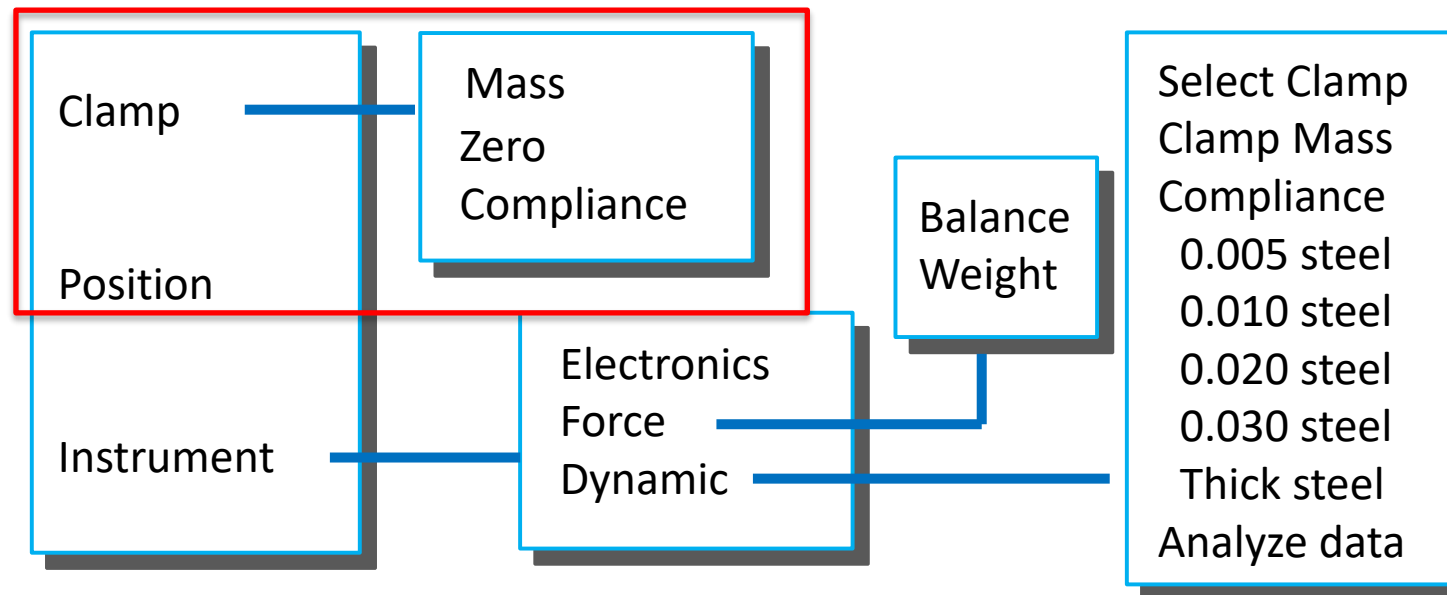 Clamp
Position
Instrument
Mass
Zero
Compliance
Electronics
Force
Dynamic
Balance
Weight
Select Clamp
Clamp Mass
Compliance
0.005 steel
0.010 steel
0.020 steel
0.030 steel
Thick steel
Analyze data